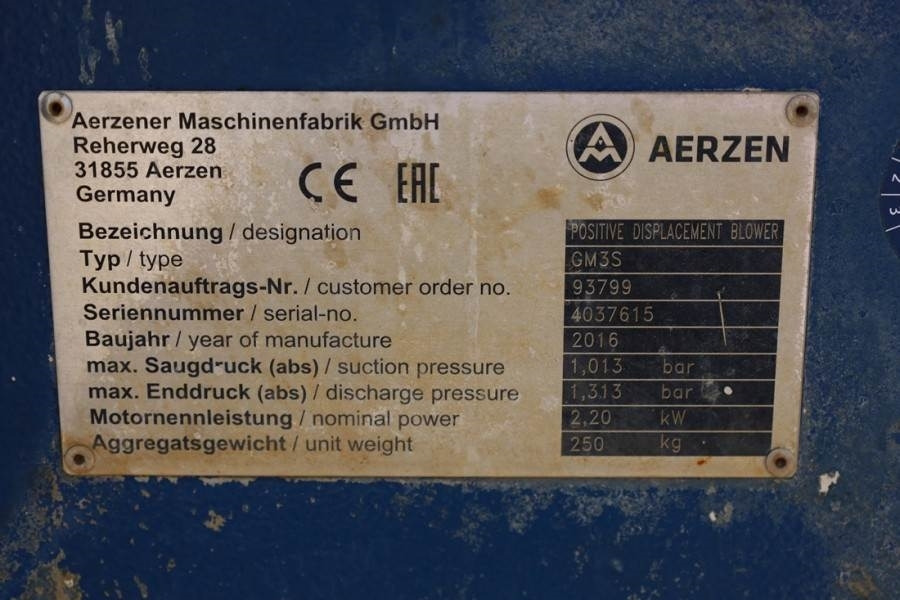 Aerzener Maschinenfabrik GmbH
Reherweg 28
31855 Aerzen
Germany
CE EAC
AERZEN
Bezeichnung / designation POSITIVE DISPLACEMENT BLOWER
Typ / type GM3S
Kundenauftrags-Nr. / customer order no. 93799
Seriennummer / serial-no. 4037615
Baujahr / year of manufacture 2016
max. Saugdruck (abs) / suction pressure 1,013 bar
max. Enddruck (abs) / discharge pressure 1,313 bar
Motornennleistung / nominal power 2,20 kW
Aggregatsgewicht / unit weight 250 kg
2 3